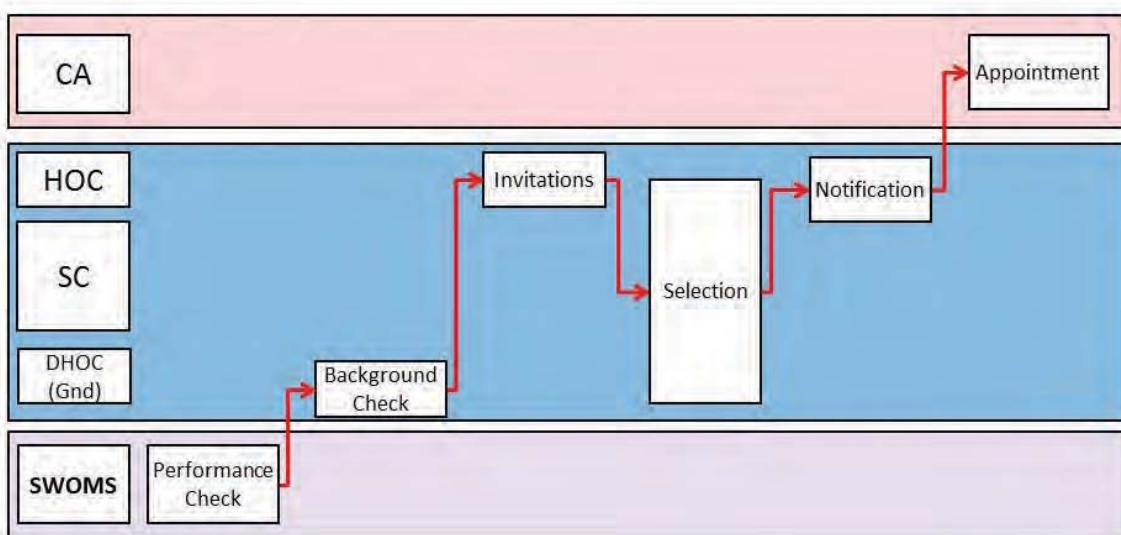 CA
Appointment
HOC
Invitations
Notification
SC
Selection
DHOC
(Gnd)
Background
Check
SWOMS
Performance
Check